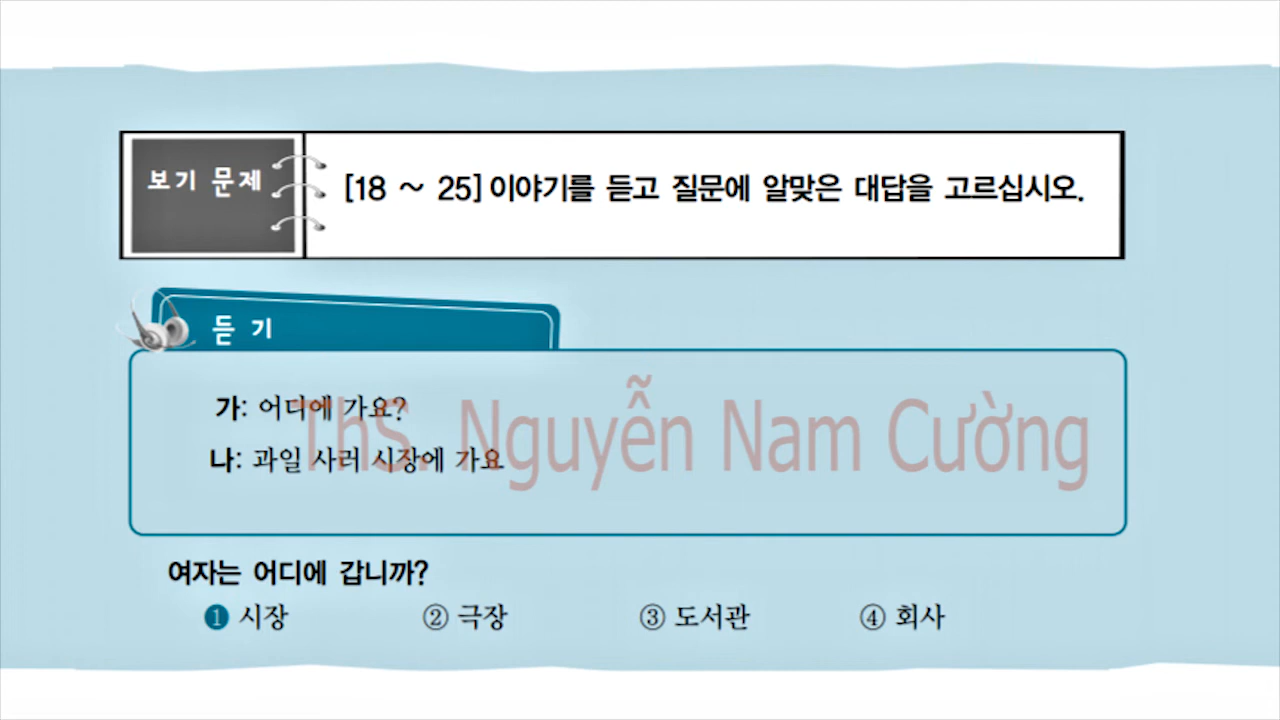 보기 문제
[18 ~ 25] 이야기를 듣고 질문에 알맞은 대답을 고르십시오.
듣 기
가: 어디에 가요?
나: 과일 사러 시장에 가요
ThS. Nguyễn Nam Cường
여자는 어디에 갑니까?
① 시장 ② 극장 ③ 도서관 ④ 회사